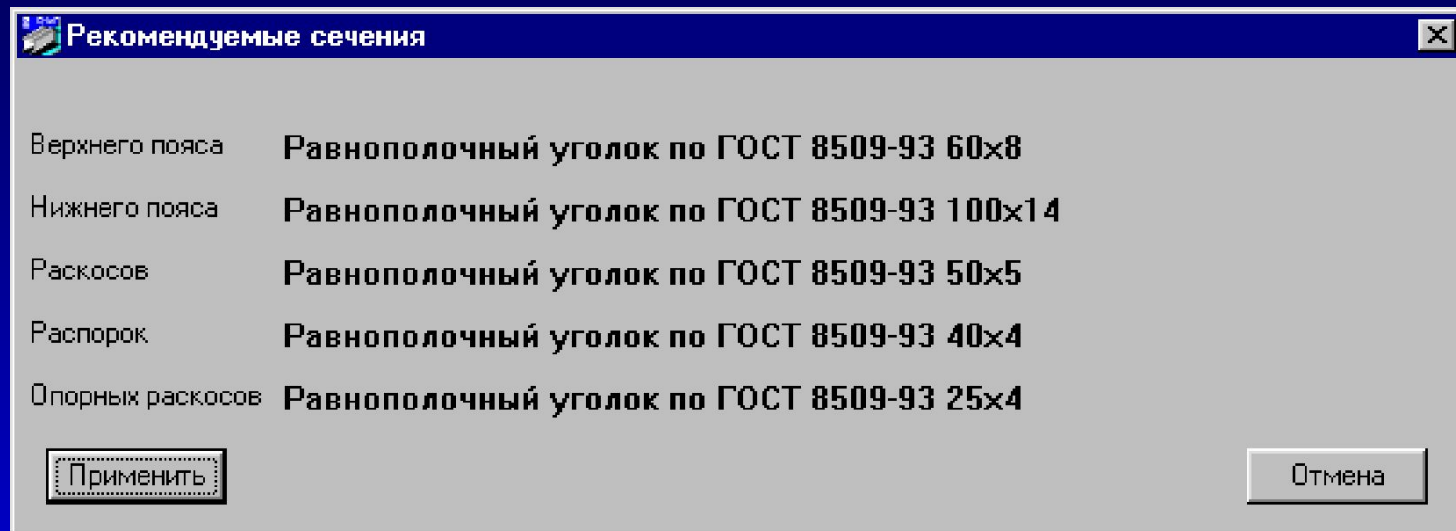 Рекомендуемые сечения
Верхнего пояса Равнополочный уголок по ГОСТ 8509-93 60x8
Нижнего пояса Равнополочный уголок по ГОСТ 8509-93 100x14
Раскосов Равнополочный уголок по ГОСТ 8509-93 50x5
Распорок Равнополочный уголок по ГОСТ 8509-93 40x4
Опорных раскосов Равнополочный уголок по ГОСТ 8509-93 25x4
Применить Отмена